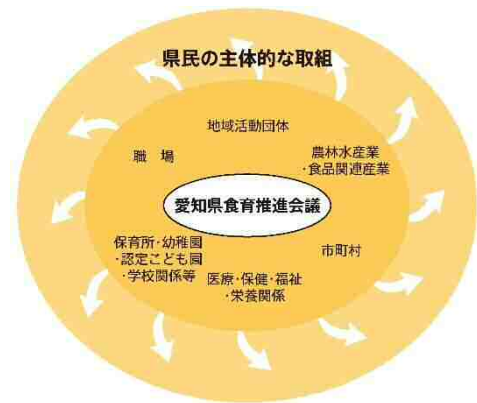 県民の主体的な取組
地域活動団体
職　場
農林水産業
・食品関連産業
愛知県食育推進会議
保育所・幼稚園
・認定こども園
・学校関係等
市町村
医療・保健・福祉
・栄養関係